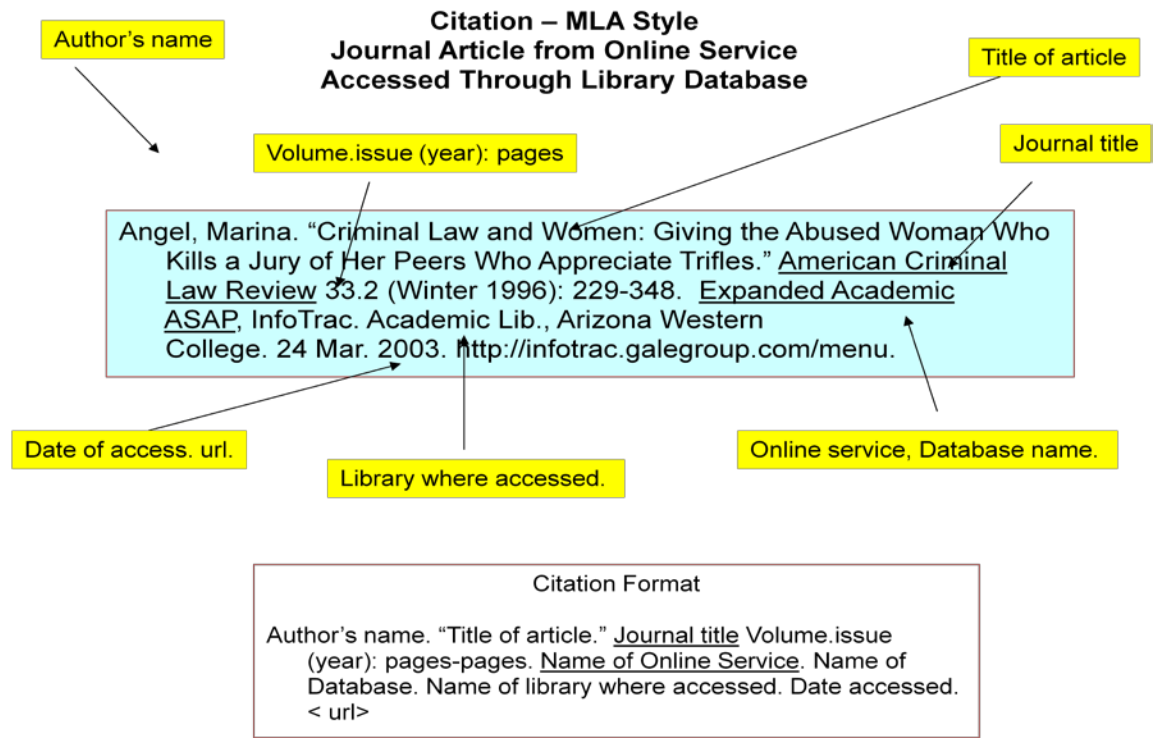 Citation – MLA Style
Journal Article from Online Service
Accessed Through Library Database
Author's name
Title of article
Volume.issue (year): pages
Journal title
Angel, Marina. “Criminal Law and Women: Giving the Abused Woman Who
Kills a Jury of Her Peers Who Appreciate Trifles.” American Criminal
Law Review 33.2 (Winter 1996): 229-348. Expanded Academic
ASAP, InfoTrac. Academic Lib., Arizona Western
College. 24 Mar. 2003. http://infotrac.galegroup.com/menu.
Date of access. url.
Library where accessed.
Online service, Database name.
Citation Format
Author's name. “Title of article.” Journal title Volume.issue
(year): pages-pages. Name of Online Service. Name of
Database. Name of library where accessed. Date accessed.
< url>